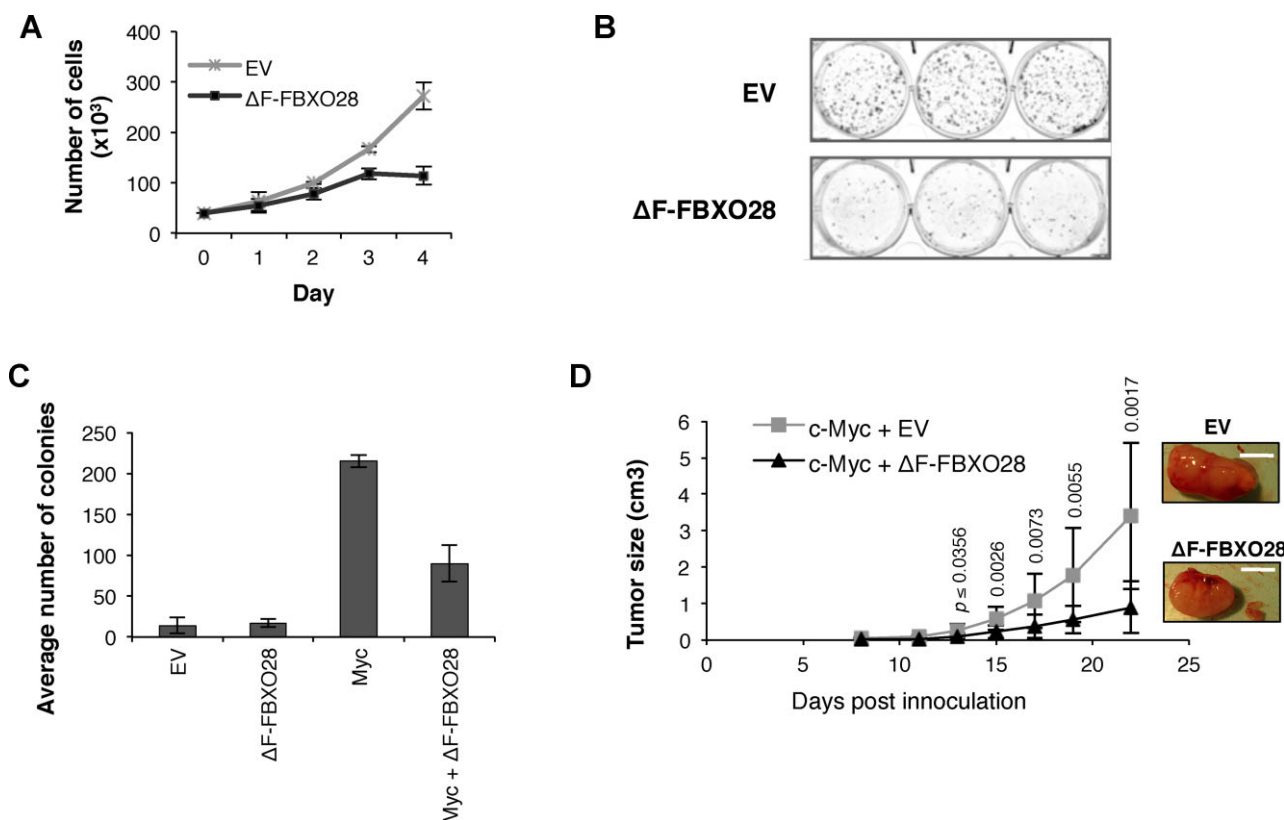 A
Number of cells
(x10³)
400
300
200
100
0
EV
ΔF-FBXO28
0 1 2 3 4
Day
B
EV
ΔF-FBXO28
C
Average number of colonies
250
200
150
100
50
0
EV
ΔF-FBXO28
Myc
Myc + ΔF-FBXO28
D
Tumor size (cm3)
6
5
4
3
2
1
0
c-Myc + EV
c-Myc + ΔF-FBXO28
p ≤ 0.0356
0.0026
0.0073
0.0055
0.0017
0 5 10 15 20 25
Days post innoculation
EV
ΔF-FBXO28